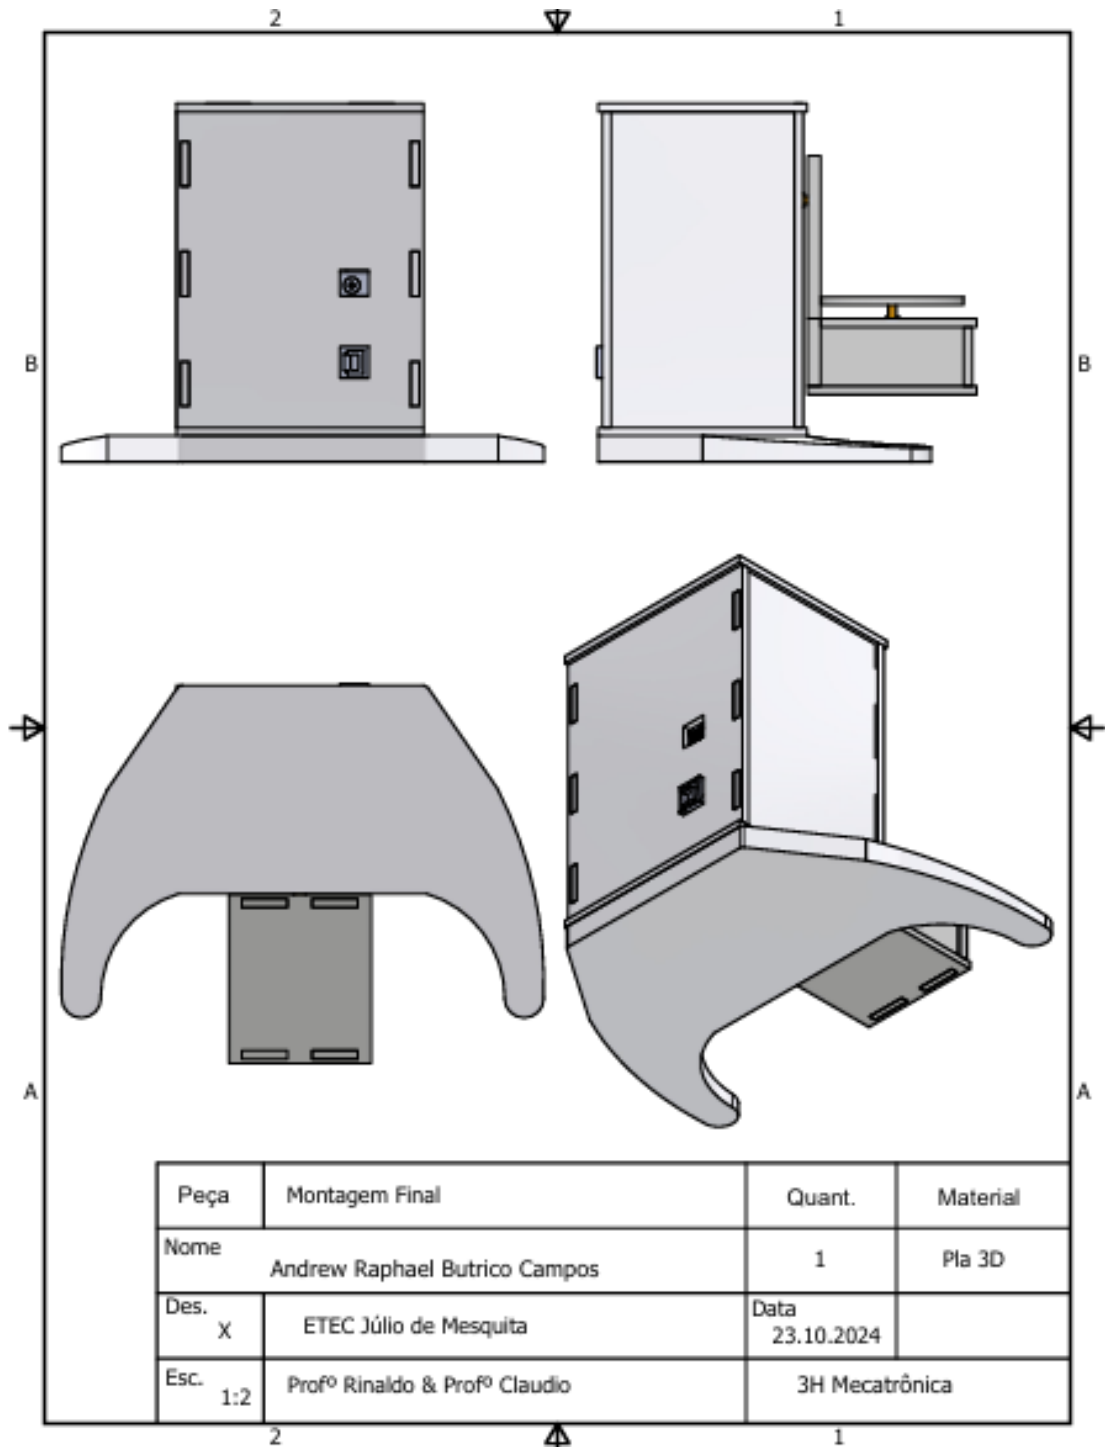 2 1
B B
A A
Peça Montagem Final Quant. Material
Nome Andrew Raphael Butrico Campos 1 Pla 3D
Des. X ETEC Júlio de Mesquita Data 23.10.2024
Esc. 1:2 Profº Rinaldo & Profº Claudio 3H Mecatrônica
2 1